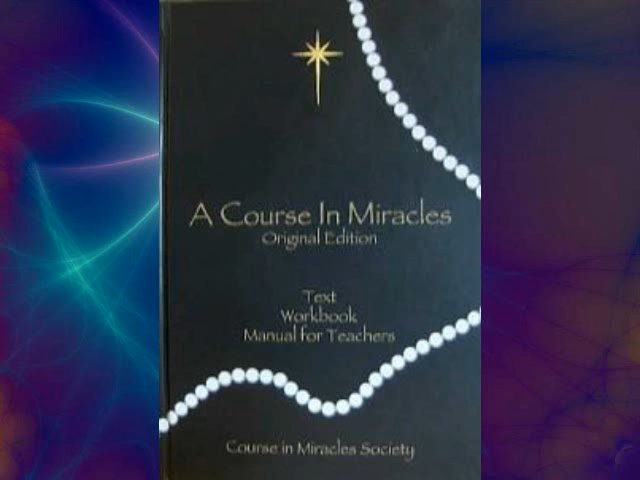 A Course In Miracles
Original Edition
Text
Workbook
Manual for Teachers
Course in Miracles Society